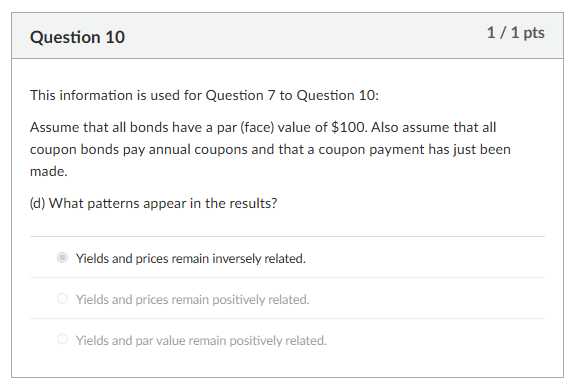 Question 10
1 / 1 pts
This information is used for Question 7 to Question 10:
Assume that all bonds have a par (face) value of $100. Also assume that all
coupon bonds pay annual coupons and that a coupon payment has just been
made.
(d) What patterns appear in the results?
Yields and prices remain inversely related.
Yields and prices remain positively related.
Yields and par value remain positively related.